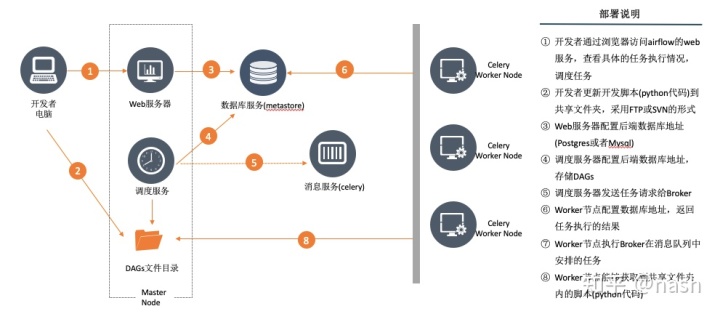 开发者
电脑
1
2
Web服务器
3
数据库服务(metastore)
4
调度服务
5
消息服务(celery)
6
DAGs文件目录
8
Master
Node
Celery
Worker Node
Celery
Worker Node
Celery
Worker Node
部署说明
① 开发者通过浏览器访问airflow的web
服务，查看具体的任务执行情况，
调度任务
② 开发者更新开发脚本(python代码)到
共享文件夹，采用FTP或SVN的形式
③ Web服务器配置后端数据库地址
(Postgres或者Mysql)
④ 调度服务器配置后端数据库地址，
存储DAGs
⑤ 调度服务器发送任务请求给Broker
⑥ Worker节点配置数据库地址，返回
任务执行的结果
⑦ Worker节点执行Broker在消息队列中
安排的任务
⑧ Worker节点能够获取到共享文件夹
内的脚本(python代码)
知乎 @nash